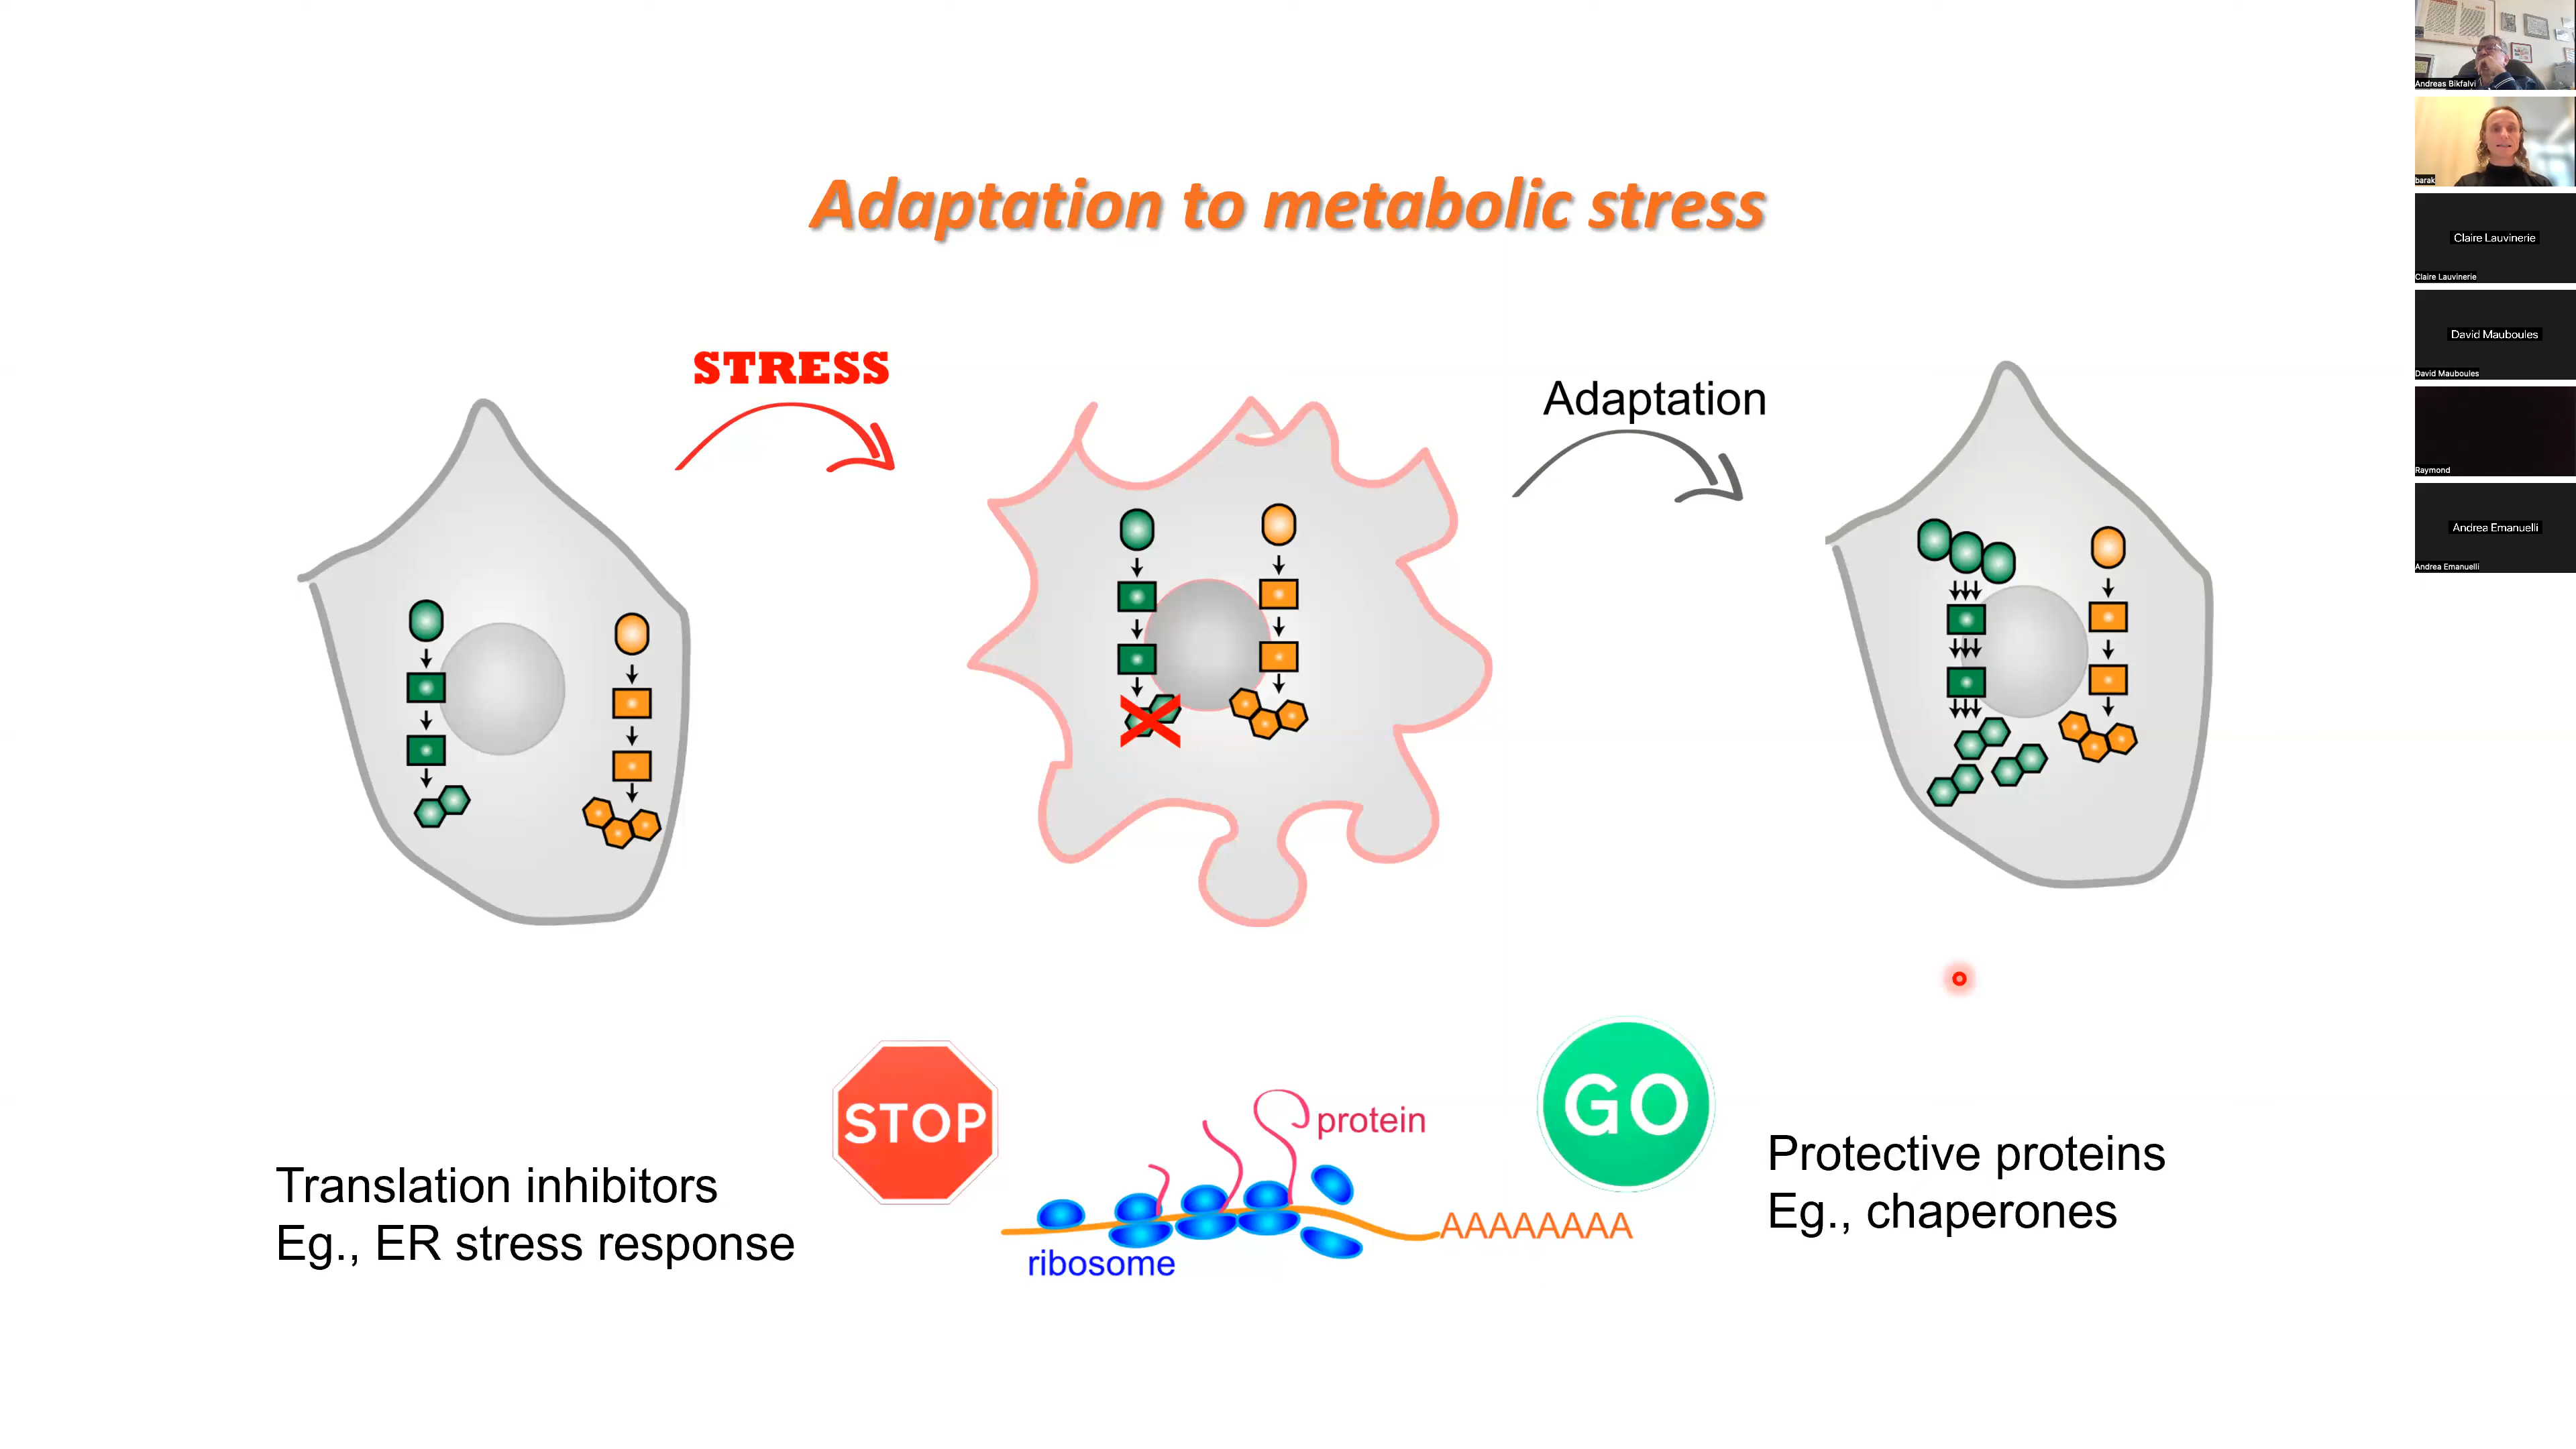 Adaptation to metabolic stress
STRESS
Adaptation
STOP
GO
protein
ribosome
AAAAAAAA
Translation inhibitors
Eg., ER stress response
Protective proteins
Eg., chaperones
Andreas Bikfalvi
barak
Claire Lauvinerie
Claire Lauvinerie
David Mauboules
David Mauboules
Raymond
Andrea Emanuelli
Andrea Emanuelli